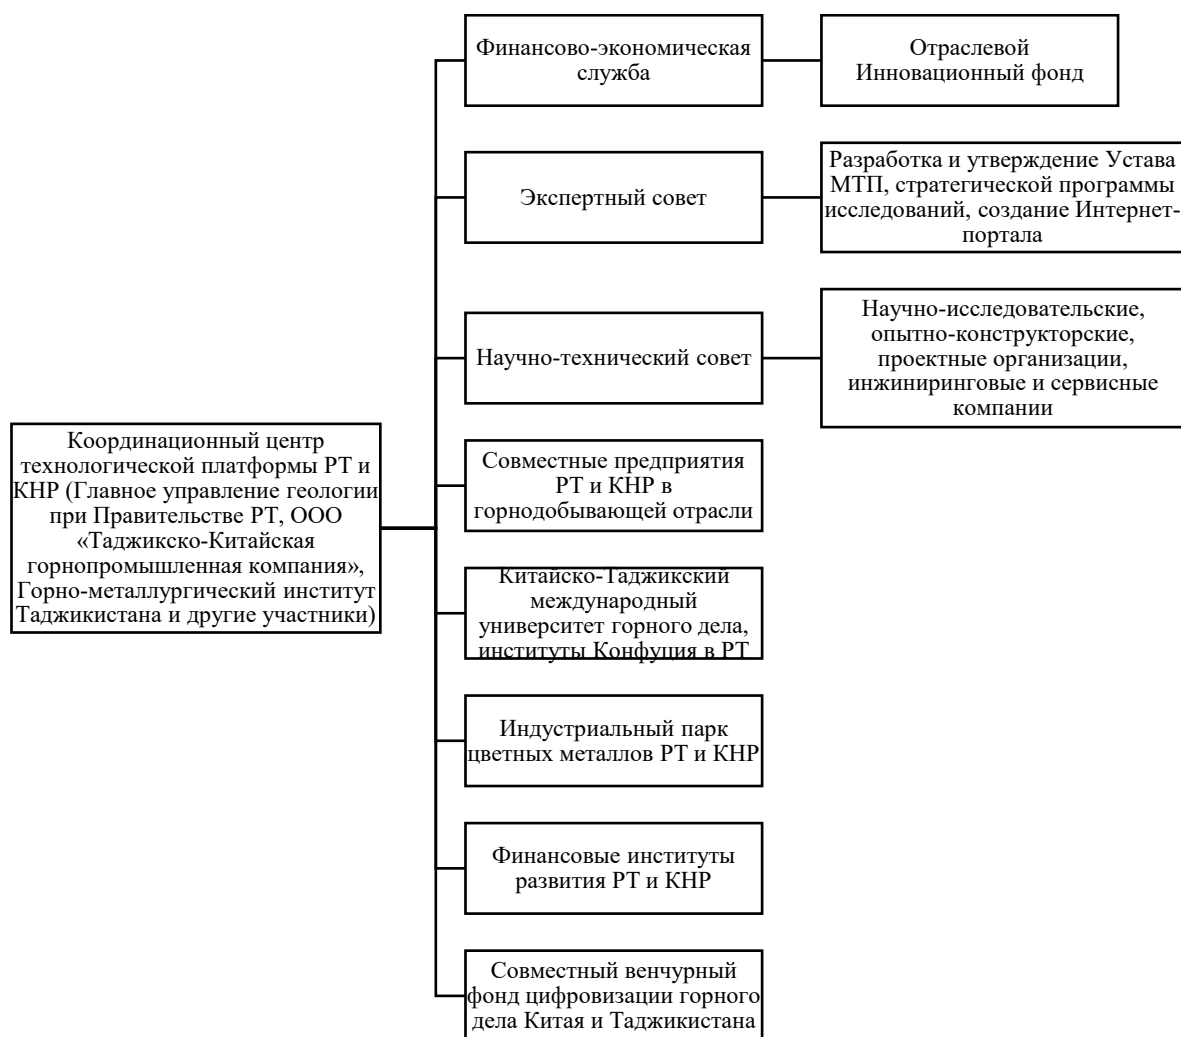 Финансово-экономическая
служба
Отраслевой
Инновационный фонд
Экспертный совет
Разработка и утверждение Устава
МТП, стратегической программы
исследований, создание Интернет-
портала
Научно-технический совет
Научно-исследовательские,
опытно-конструкторские,
проектные организации,
инжиниринговые и сервисные
компании
Координационный центр
технологической платформы РТ и
КНР (Главное управление геологии
при Правительстве РТ, ООО
«Таджикско-Китайская
горнопромышленная компания»,
Горно-металлургический институт
Таджикистана и другие участники)
Совместные предприятия
РТ и КНР в
горнодобывающей отрасли
Китайско-Таджикский
международный
университет горного дела,
институты Конфуция в РТ
Индустриальный парк
цветных металлов РТ и КНР
Финансовые институты
развития РТ и КНР
Совместный венчурный
фонд цифровизации горного
дела Китая и Таджикистана